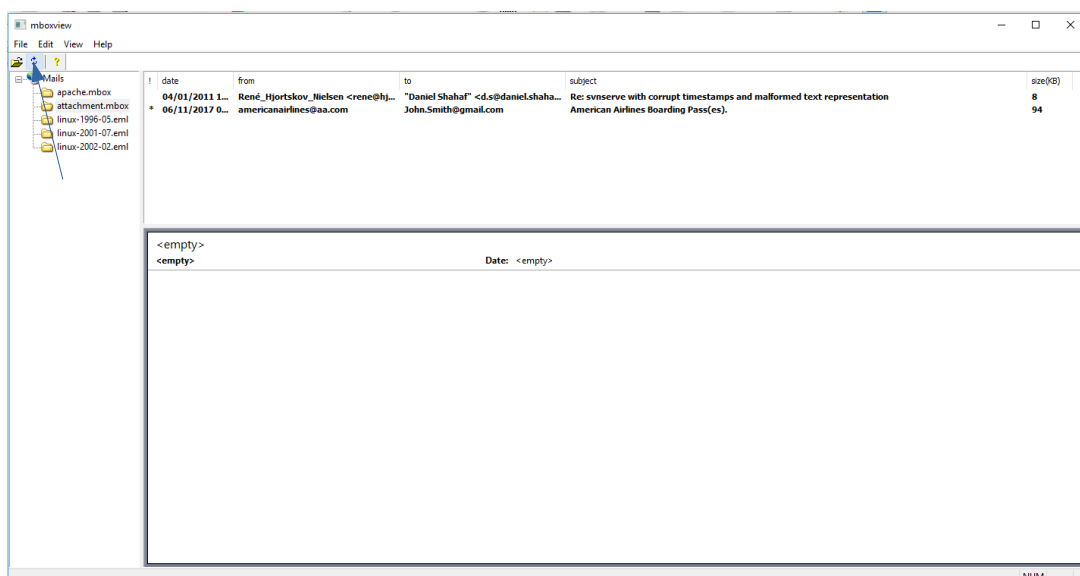 mboxview
File Edit View Help
?
Mails
apache.mbox
attachment.mbox
linux-1996-05.eml
linux-2001-07.eml
linux-2002-02.eml
! date from to subject size(KB)
04/01/2011 1... René_Hjortskov_Nielsen <rene@hj... "Daniel Shahaf" <d.s@daniel.shaha... Re: svnserve with corrupt timestamps and malformed text representation 8
* 06/11/2017 0... americanairlines@aa.com John.Smith@gmail.com American Airlines Boarding Pass(es). 94
<empty>
<empty> Date: <empty>
NUM